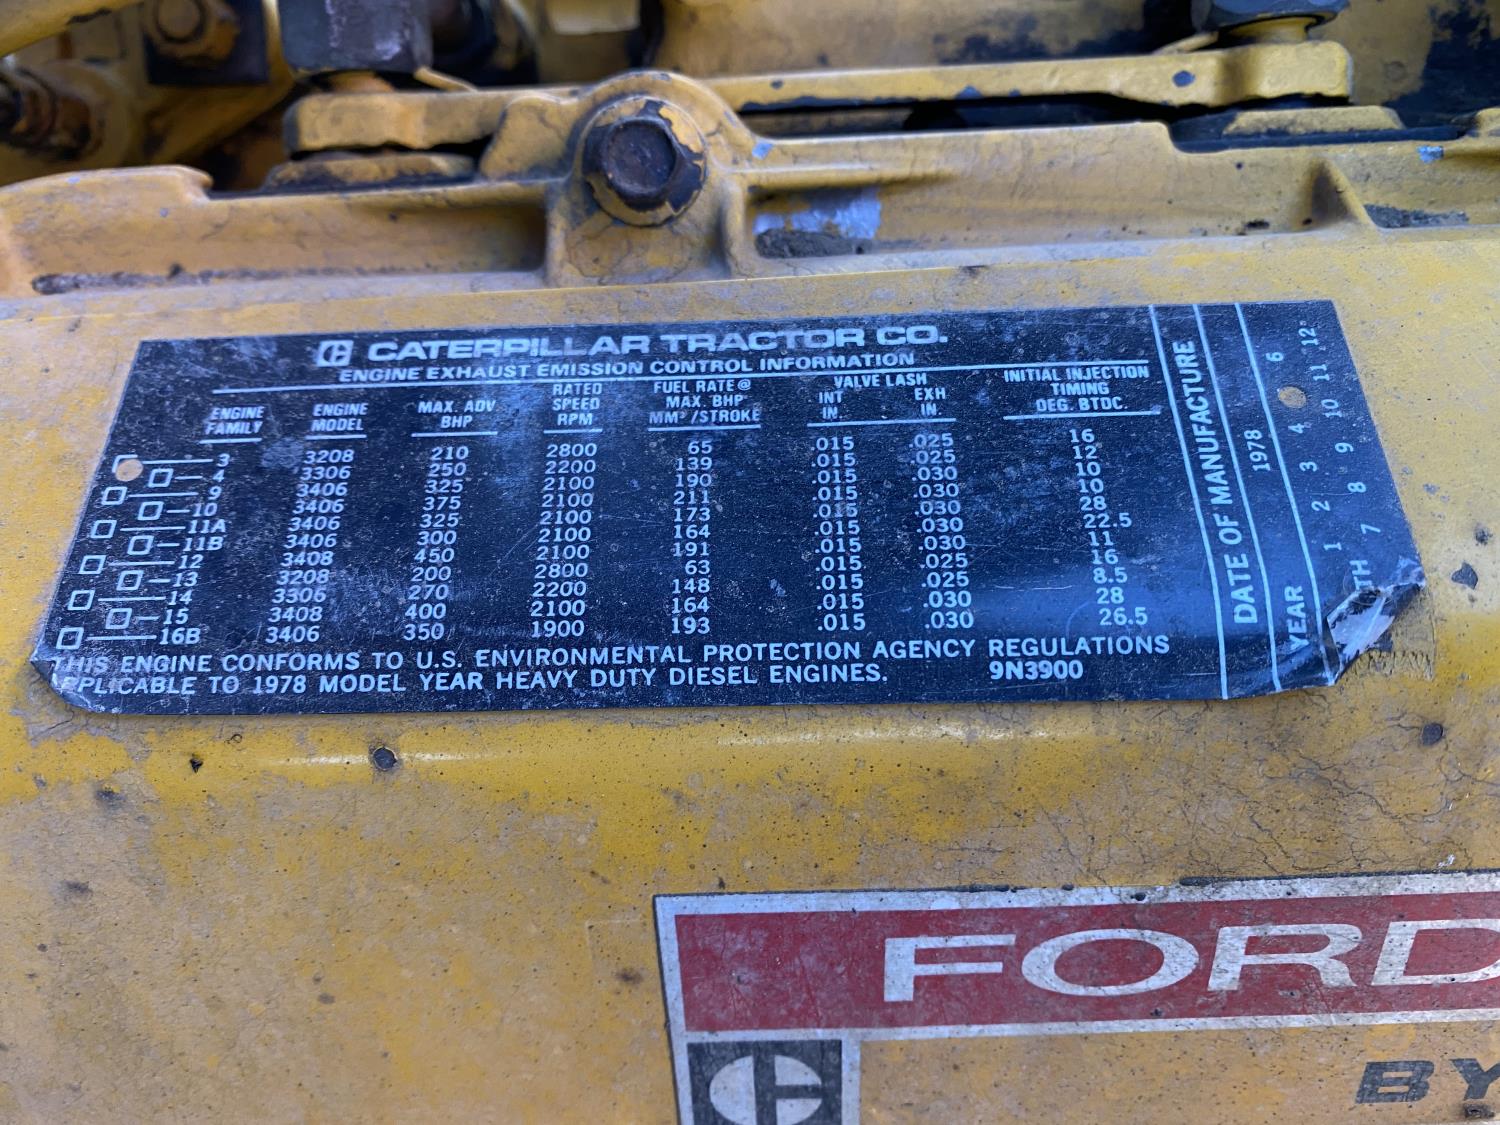 CATERPILLAR TRACTOR CO.
ENGINE EXHAUST EMISSION CONTROL INFORMATION
ENGINE FAMILY ENGINE MODEL MAX. ADV BHP RATED SPEED RPM FUEL RATE @ MAX. BHP MM³/STROKE VALVE LASH INT IN. EXH IN. INITIAL INJECTION TIMING DEG. BTDC.
3 3208 210 2800 65 .015 .025 16
4 3306 250 2200 139 .015 .025 12
9 3406 325 2100 190 .015 .030 10
10 3406 375 2100 211 .015 .030 10
11A 3406 325 2100 173 .015 .030 28
11B 3406 300 2100 164 .015 .030 22.5
12 3408 450 2100 191 .015 .030 11
13 3208 200 2800 63 .015 .025 16
14 3306 270 2200 148 .015 .025 8.5
15 3408 400 2100 164 .015 .030 28
16B 3406 350 1900 193 .015 .030 26.5
THIS ENGINE CONFORMS TO U.S. ENVIRONMENTAL PROTECTION AGENCY REGULATIONS
PPLICABLE TO 1978 MODEL YEAR HEAVY DUTY DIESEL ENGINES. 9N3900
DATE OF MANUFACTURE
YEAR 1978
1 2 3 4 6
TH 7 8 9 10 11 12
FORD
C
BY